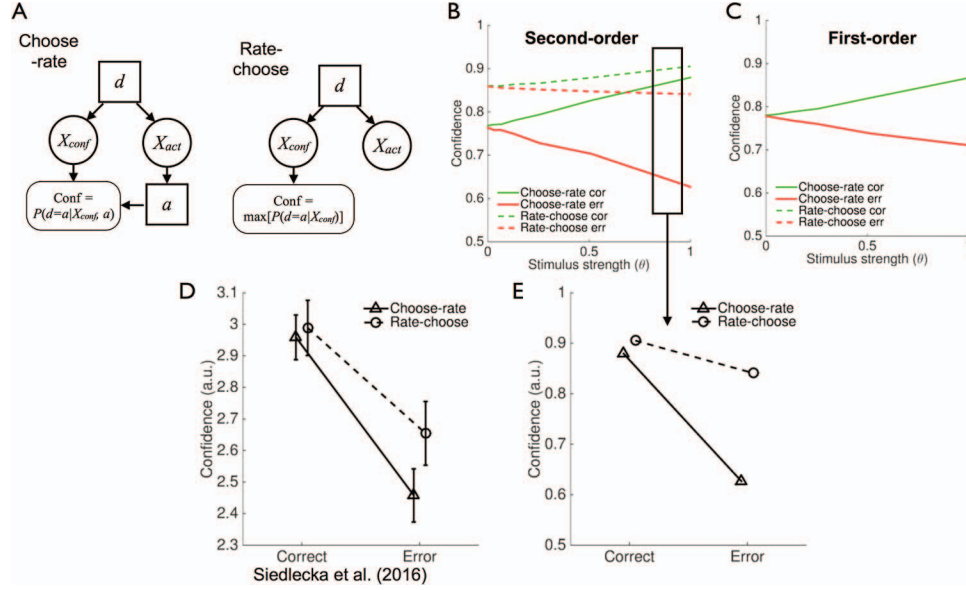 A
Choose
-rate
d
Xconf
Xact
Conf =
P(d=a|Xconf, a)
a
Rate-
choose
d
Xconf
Xact
Conf =
max[P(d=a|Xconf)]
B
Second-order
1
0.9
0.8
0.7
0.6
0.5
Confidence
Choose-rate cor
Choose-rate err
Rate-choose cor
Rate-choose err
0
0.5
1
Stimulus strength (θ)
C
First-order
1
0.9
0.8
0.7
0.6
0.5
Confidence
Choose-rate cor
Choose-rate err
Rate-choose cor
Rate-choose err
0
0.5
Stimulus strength (θ)
D
3.1
3
2.9
2.8
2.7
2.6
2.5
2.4
2.3
Confidence (a.u.)
Choose-rate
Rate-choose
Correct
Error
Siedlecka et al. (2016)
E
1
0.9
0.8
0.7
0.6
0.5
Confidence (a.u.)
Choose-rate
Rate-choose
Correct
Error